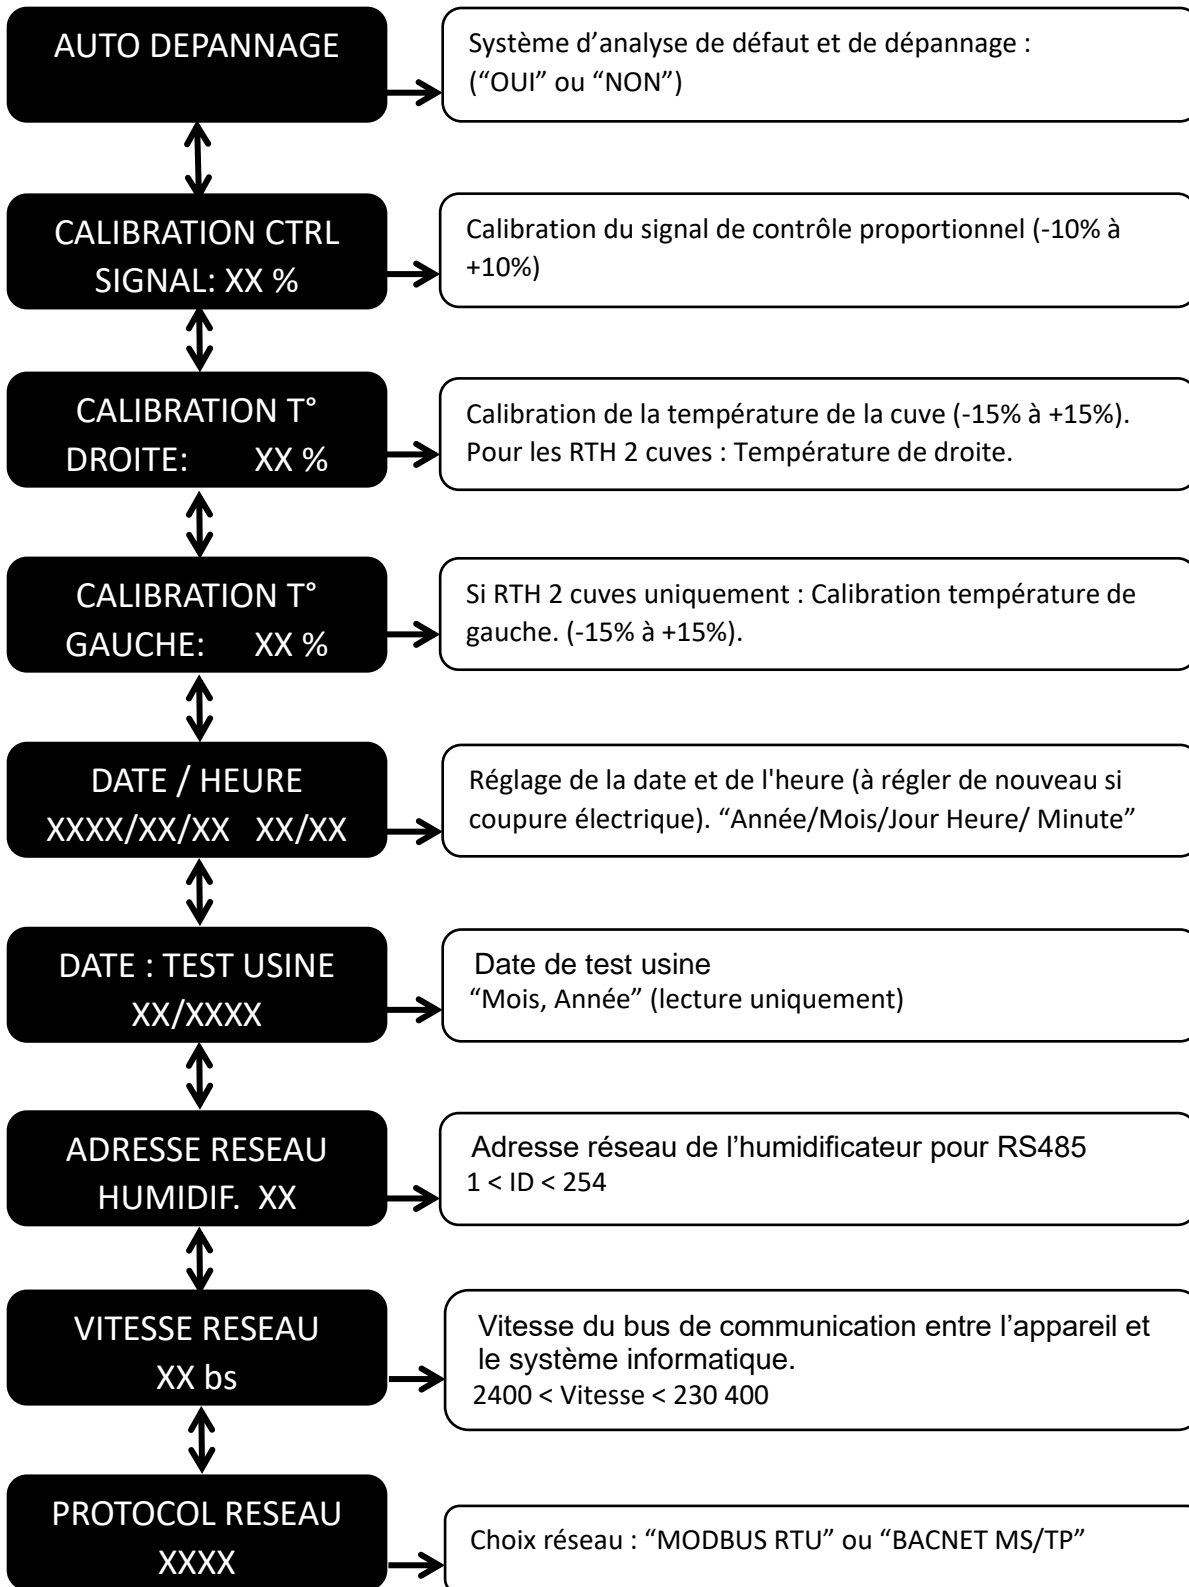 AUTO DEPANNAGE
Système d’analyse de défaut et de dépannage :
(“OUI” ou “NON”)
CALIBRATION CTRL
SIGNAL: XX %
Calibration du signal de contrôle proportionnel (-10% à
+10%)
CALIBRATION T°
DROITE: XX %
Calibration de la température de la cuve (-15% à +15%).
Pour les RTH 2 cuves : Température de droite.
CALIBRATION T°
GAUCHE: XX %
Si RTH 2 cuves uniquement : Calibration température de
gauche. (-15% à +15%).
DATE / HEURE
XXXX/XX/XX XX/XX
Réglage de la date et de l'heure (à régler de nouveau si
coupure électrique). “Année/Mois/Jour Heure/ Minute”
DATE : TEST USINE
XX/XXXX
Date de test usine
“Mois, Année” (lecture uniquement)
ADRESSE RESEAU
HUMIDIF. XX
Adresse réseau de l’humidificateur pour RS485
1 < ID < 254
VITESSE RESEAU
XX bs
Vitesse du bus de communication entre l’appareil et
le système informatique.
2400 < Vitesse < 230 400
PROTOCOL RESEAU
XXXX
Choix réseau : “MODBUS RTU” ou “BACNET MS/TP”